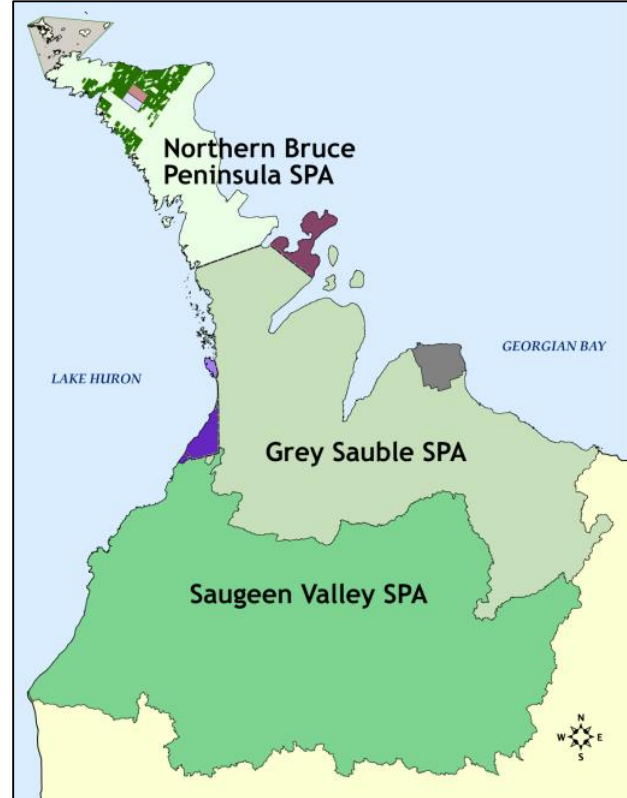 Northern Bruce
Peninsula SPA
GEORGIAN BAY
LAKE HURON
Grey Sauble SPA
Saugeen Valley SPA
N
W E
S